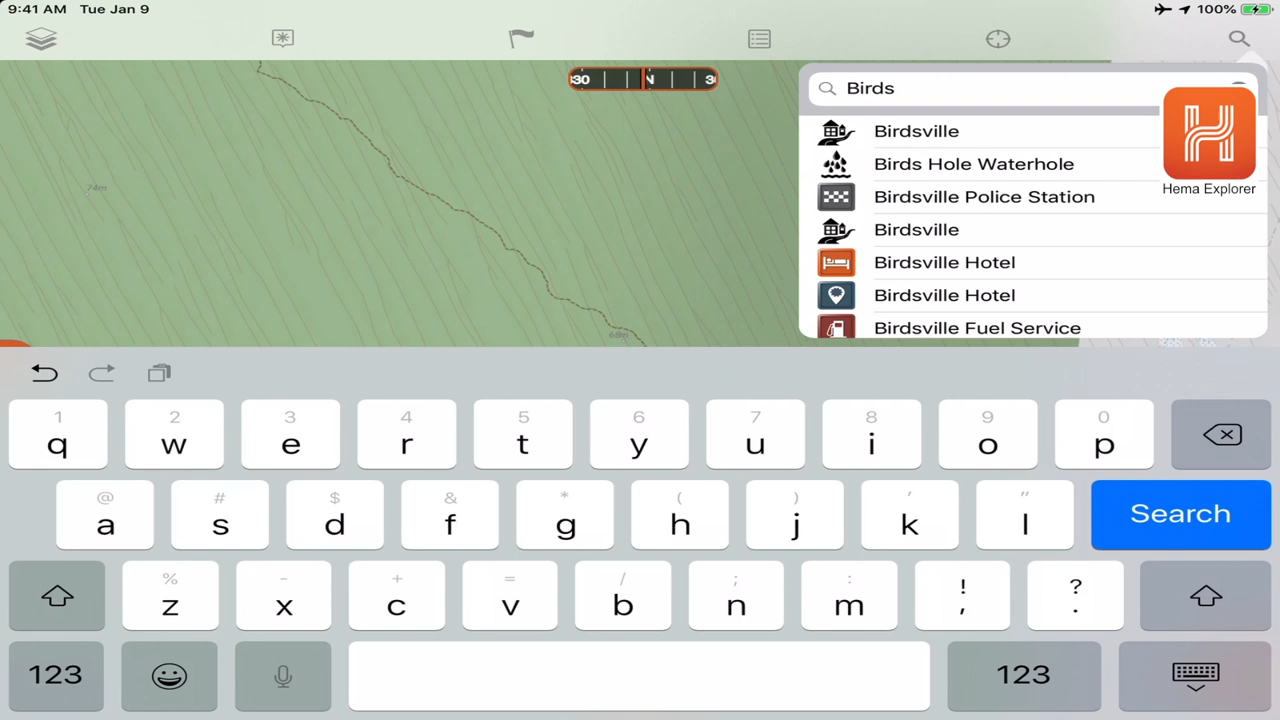 9:41 AM Tue Jan 9
100%
30 N 3
Birds
Birdsville
Birds Hole Waterhole
Birdsville Police Station
Birdsville
Birdsville Hotel
Birdsville Hotel
Birdsville Fuel Service
H
Hema Explorer
74m
68m
1 2 3 4 5 6 7 8 9 0
q w e r t y u i o p
@ # $ & * ( ) ' "
a s d f g h j k l Search
% - + = / ; : ! ?
z x c v b n m , .
123 123